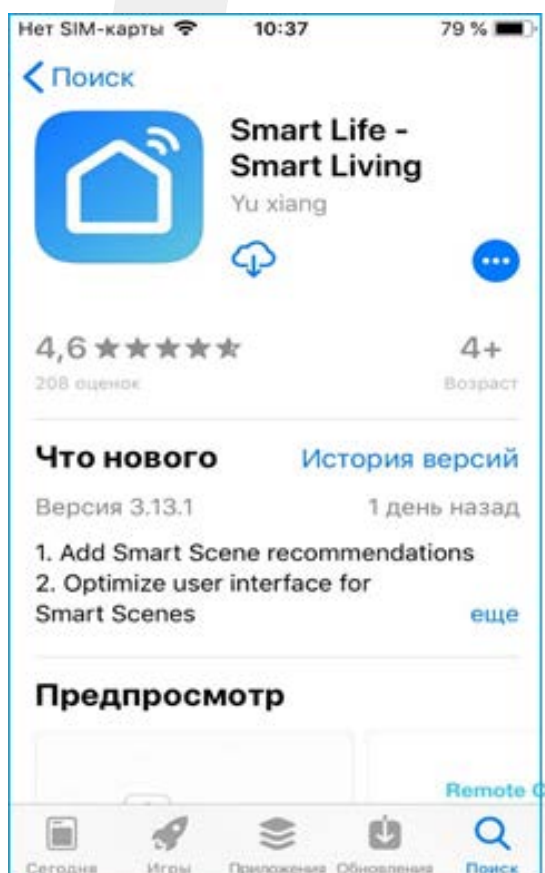 Нет SIM-карты 10:37 79 %
Поиск
Smart Life -
Smart Living
Yu xiang
4,6 4+
208 оценок Возраст
Что нового История версий
Версия 3.13.1 1 день назад
1. Add Smart Scene recommendations
2. Optimize user interface for
Smart Scenes еще
Предпросмотр
Remote
Сегодня Игры Приложения Обновления Поиск